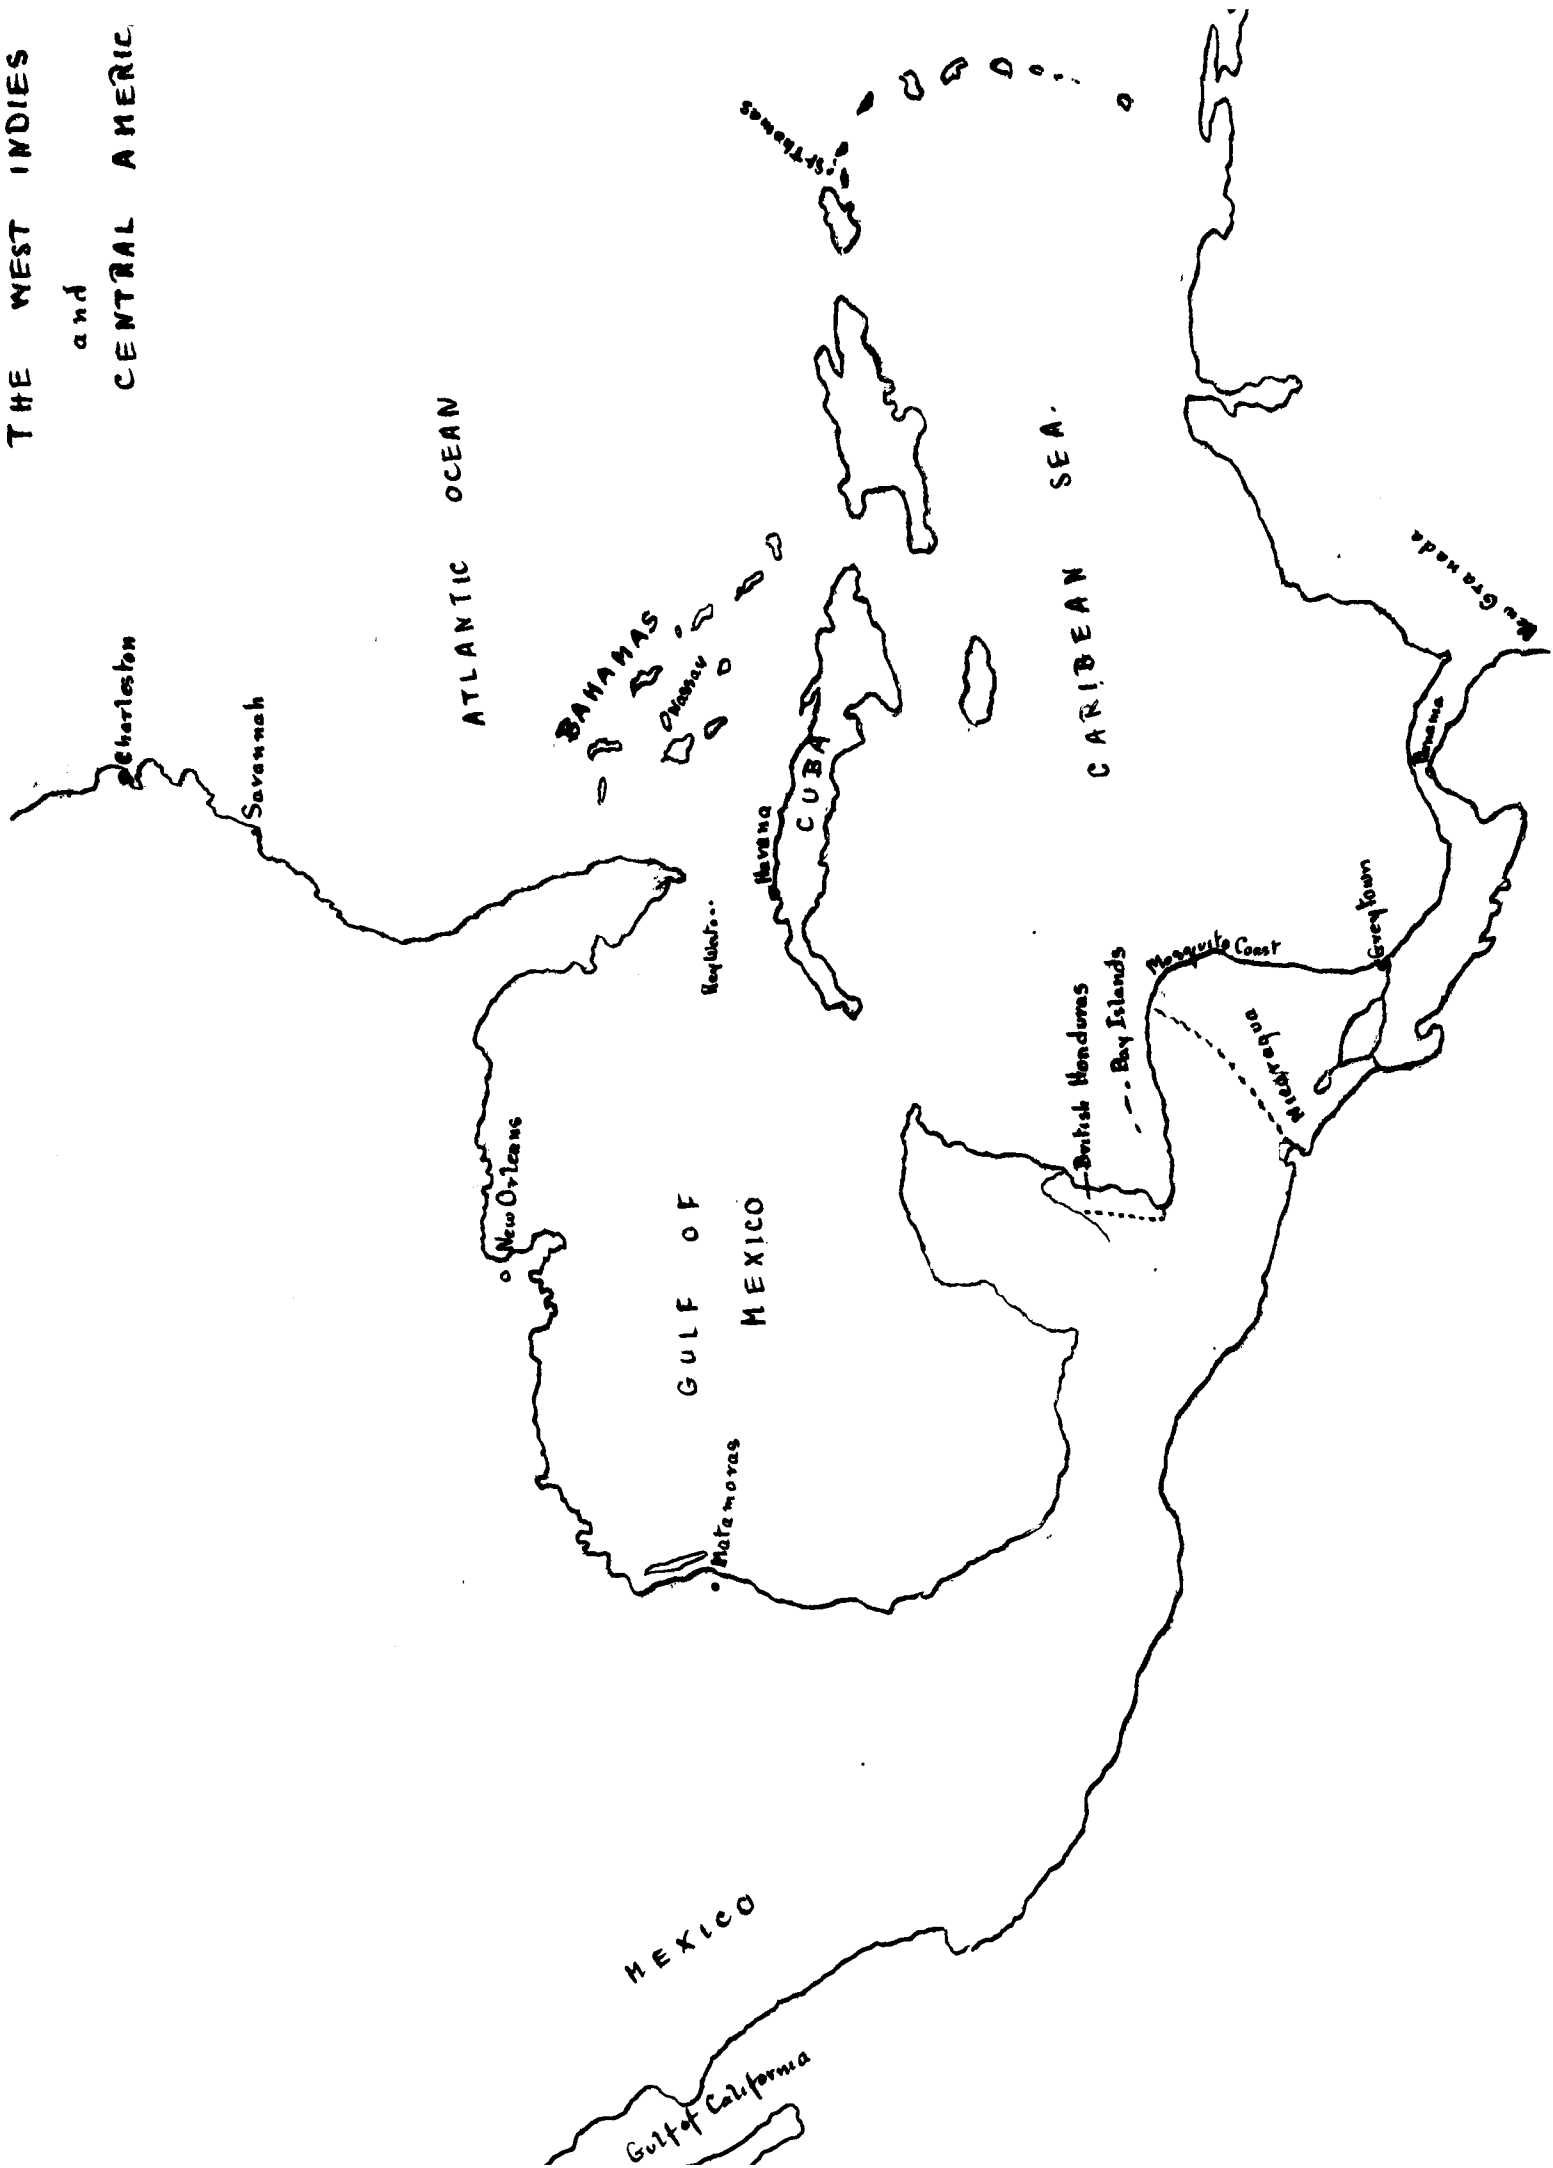 THE WEST INDIES
and
CENTRAL AMERIC
Charleston
Savannah
ATLANTIC OCEAN
BAHAMAS
Nassau
St Thomas
New Orleans
Key West
Havana
CUBA
GULF OF
MEXICO
Matamoras
CARIBEAN SEA.
British Honduras
Bay Islands
Mosquito Coast
Nicaragua
Greytown
Panama
New Granada
MEXICO
Gulf of California